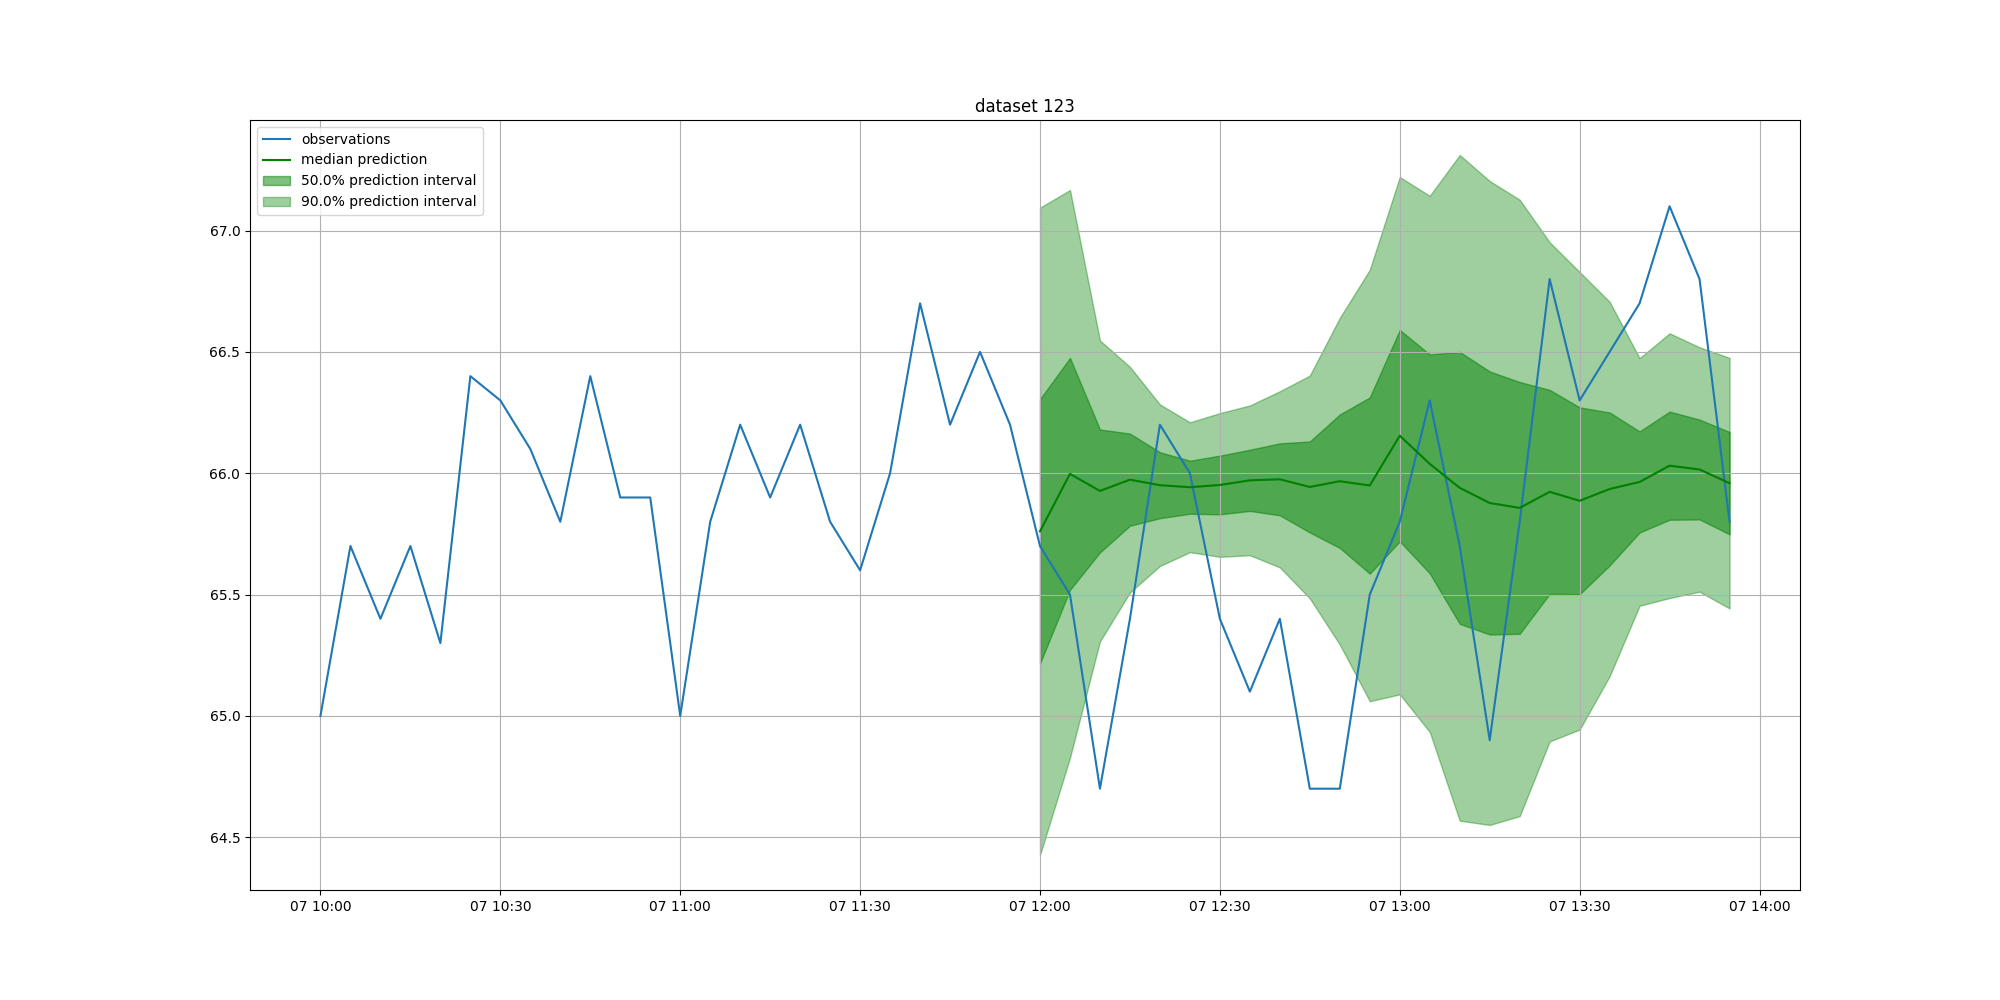 dataset 123
observations
median prediction
50.0% prediction interval
90.0% prediction interval
67.0
66.5
66.0
65.5
65.0
64.5
07 10:00 07 10:30 07 11:00 07 11:30 07 12:00 07 12:30 07 13:00 07 13:30 07 14:00